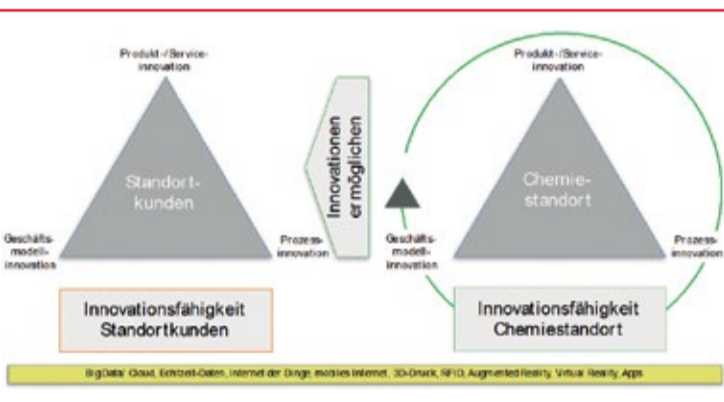 Produkt-/Service-
innovation
Standort-
kunden
Geschäfts-
modell-
innovation
Prozess-
innovation
Innovationsfähigkeit
Standortkunden
Innovationen
ermöglichen
Produkt-/Service-
innovation
Chemie-
standort
Geschäfts-
modell-
innovation
Prozess-
innovation
Innovationsfähigkeit
Chemiestandort
BigData/ Cloud, Echtzeit-Daten, Internet der Dinge, mobiles Internet, 3D-Druck, RFID, Augmented Reality, Virtual Reality, Apps